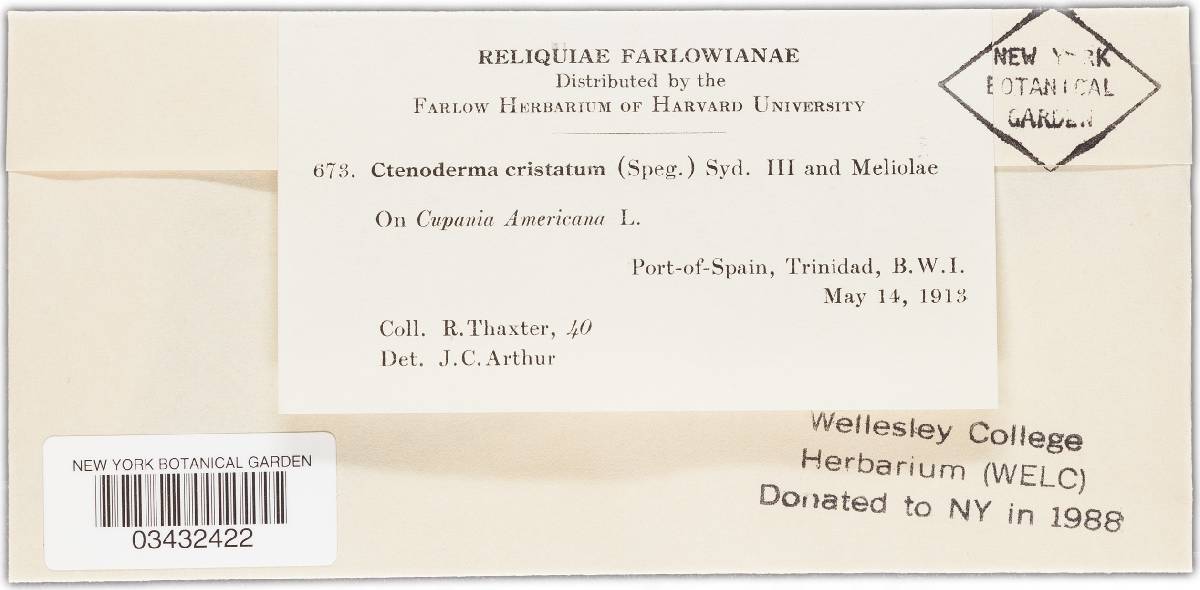 RELIQUIAE FARLOWIANAE
Distributed by the
FARLOW HERBARIUM OF HARVARD UNIVERSITY
NEW YORK
BOTANICAL
GARDEN
673. Ctenoderma cristatum (Speg.) Syd. III and Meliolae
On Cupania Americana L.
Port-of-Spain, Trinidad, B.W.I.
May 14, 1913
Coll. R. Thaxter, 40
Det. J.C. Arthur
Wellesley College
Herbarium (WELC)
Donated to NY in 1988
NEW YORK BOTANICAL GARDEN
03432422